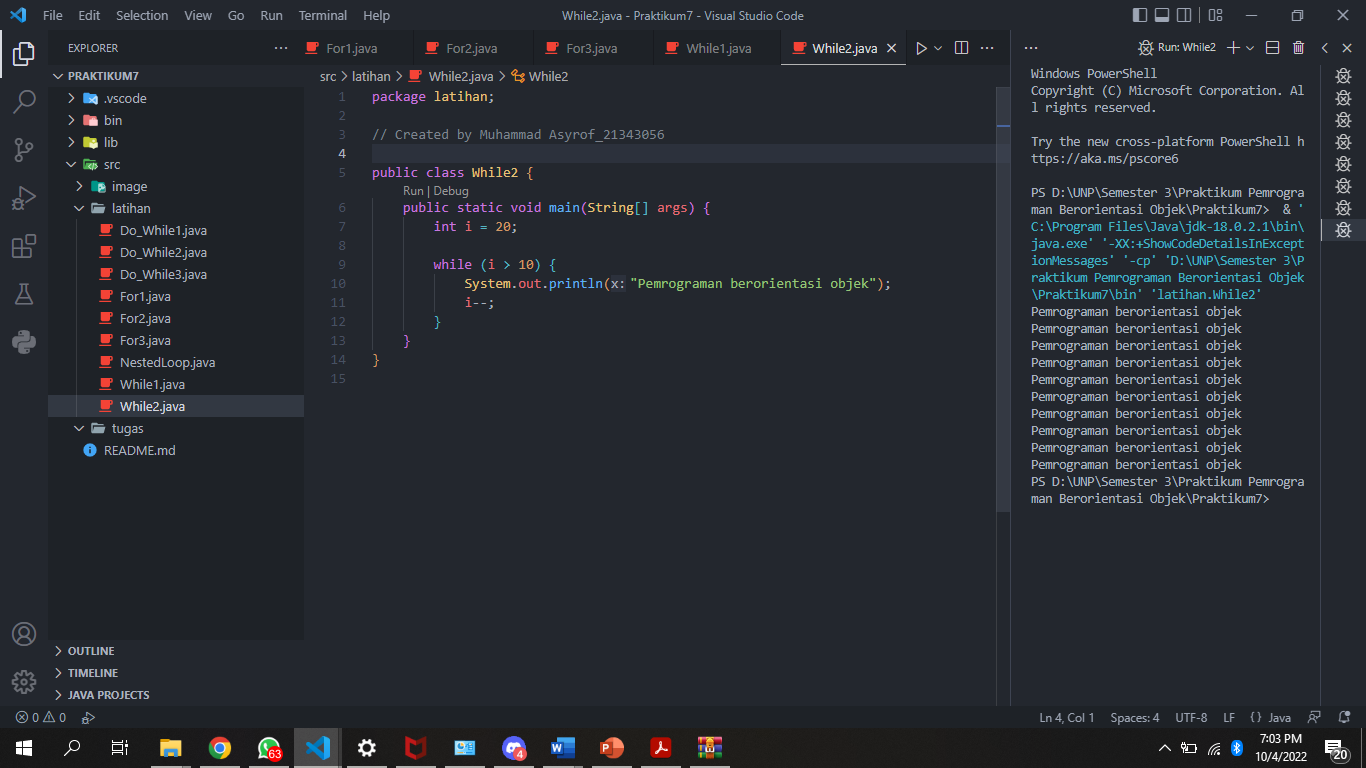 File Edit Selection View Go Run Terminal Help
While2.java - Praktikum7 - Visual Studio Code
EXPLORER
For1.java
For2.java
For3.java
While1.java
While2.java
Run: While2
PRAKTIKUM7
.vscode
bin
lib
src
image
latihan
Do_While1.java
Do_While2.java
Do_While3.java
For1.java
For2.java
For3.java
NestedLoop.java
While1.java
While2.java
tugas
README.md
OUTLINE
TIMELINE
JAVA PROJECTS
src > latihan > While2.java > While2
1 package latihan;
2
3 // Created by Muhammad Asyrof_21343056
4
5 public class While2 {
Run | Debug
6 public static void main(String[] args) {
7 int i = 20;
8
9 while (i > 10) {
10 System.out.println(x: "Pemrograman berorientasi objek");
11 i--;
12 }
13 }
14 }
15
Windows PowerShell
Copyright (C) Microsoft Corporation. Al
l rights reserved.
Try the new cross-platform PowerShell h
ttps://aka.ms/pscore6
PS D:\UNP\Semester 3\Praktikum Pemrogra
man Berorientasi Objek\Praktikum7> & '
C:\Program Files\Java\jdk-18.0.2.1\bin\
java.exe' '-XX:+ShowCodeDetailsInExcept
ionMessages' '-cp' 'D:\UNP\Semester 3\P
raktikum Pemrograman Berorientasi Objek
\Praktikum7\bin' 'latihan.While2'
Pemrograman berorientasi objek
Pemrograman berorientasi objek
Pemrograman berorientasi objek
Pemrograman berorientasi objek
Pemrograman berorientasi objek
Pemrograman berorientasi objek
Pemrograman berorientasi objek
Pemrograman berorientasi objek
Pemrograman berorientasi objek
Pemrograman berorientasi objek
PS D:\UNP\Semester 3\Praktikum Pemrogra
man Berorientasi Objek\Praktikum7>
0 0
Ln 4, Col 1 Spaces: 4 UTF-8 LF {} Java
63
4
7:03 PM
10/4/2022
20